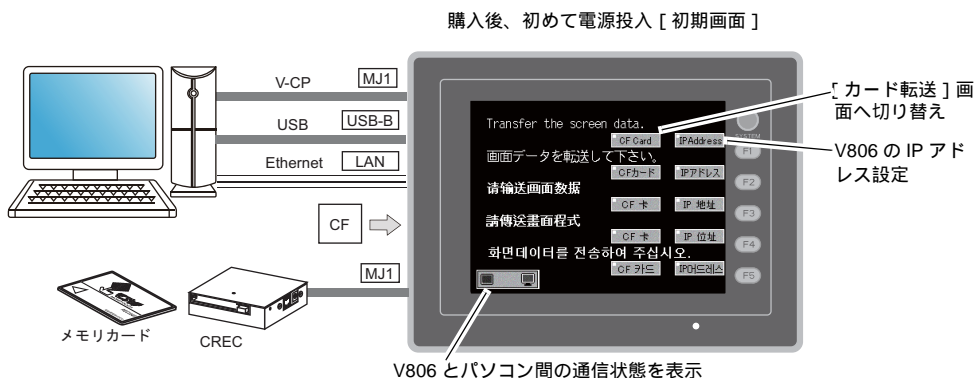 購入後、初めて電源投入 [ 初期画面 ]
V-CP
MJ1
USB
USB-B
Ethernet
LAN
CF
MJ1
メモリカード
CREC
Transfer the screen data.
CF Card
IPAddress
画面データを転送して下さい。
CFカード
IPアドレス
请输送画面数据
CF 卡
IP 地址
請傳送畫面程式
CF 卡
IP 位址
화면데이터를 전송하여 주십시오.
CF 카드
IP어드레스
SYSTEM
F1
F2
F3
F4
F5
[ カード転送 ] 画
面へ切り替え
V806 の IP アド
レス設定
V806 とパソコン間の通信状態を表示